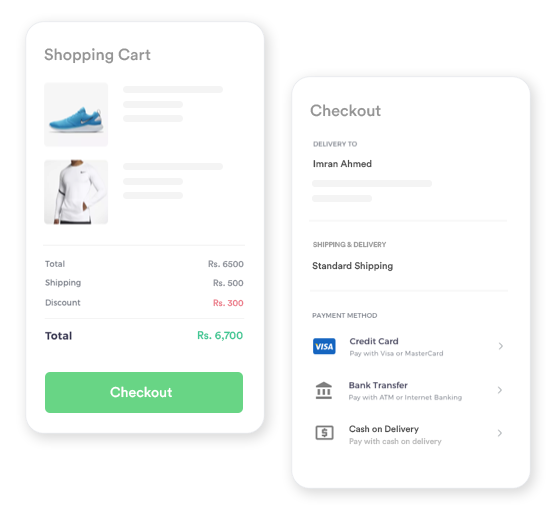 Shopping Cart
Total Rs. 6500
Shipping Rs. 500
Discount Rs. 300
Total Rs. 6,700
Checkout
Checkout
DELIVERY TO
Imran Ahmed
SHIPPING & DELIVERY
Standard Shipping
PAYMENT METHOD
VISA
Credit Card
Pay with Visa or MasterCard
Bank Transfer
Pay with ATM or Internet Banking
$
Cash on Delivery
Pay with cash on delivery